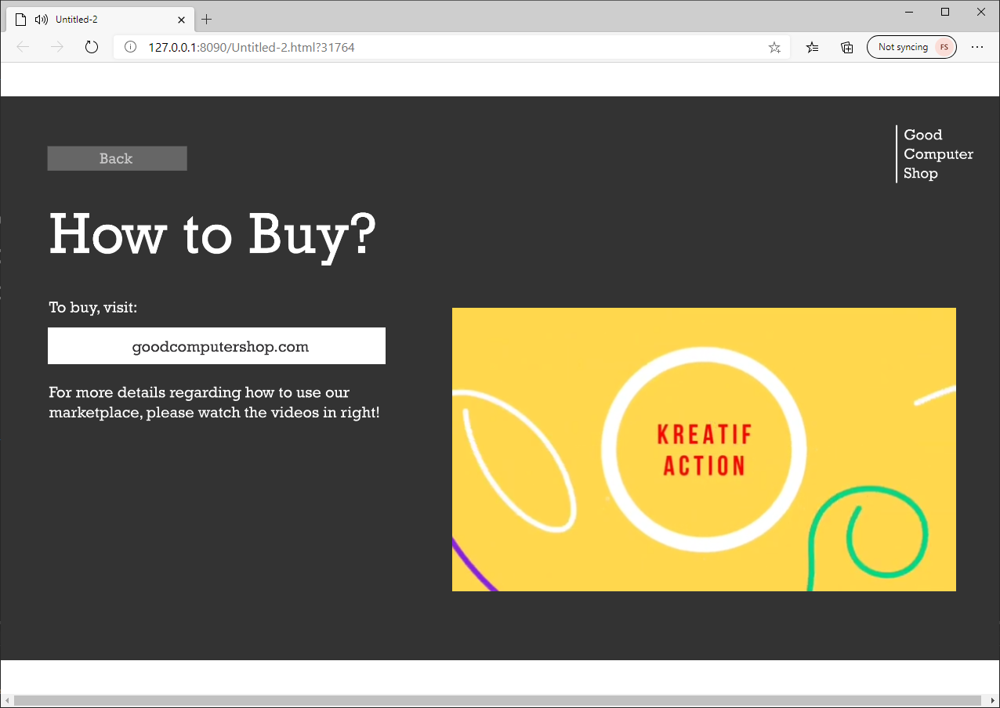 Untitled-2
127.0.0.1:8090/Untitled-2.html?31764
Not syncing FS
Good
Computer
Shop
Back
How to Buy?
To buy, visit:
goodcomputershop.com
For more details regarding how to use our
marketplace, please watch the videos in right!
KREATIF
ACTION